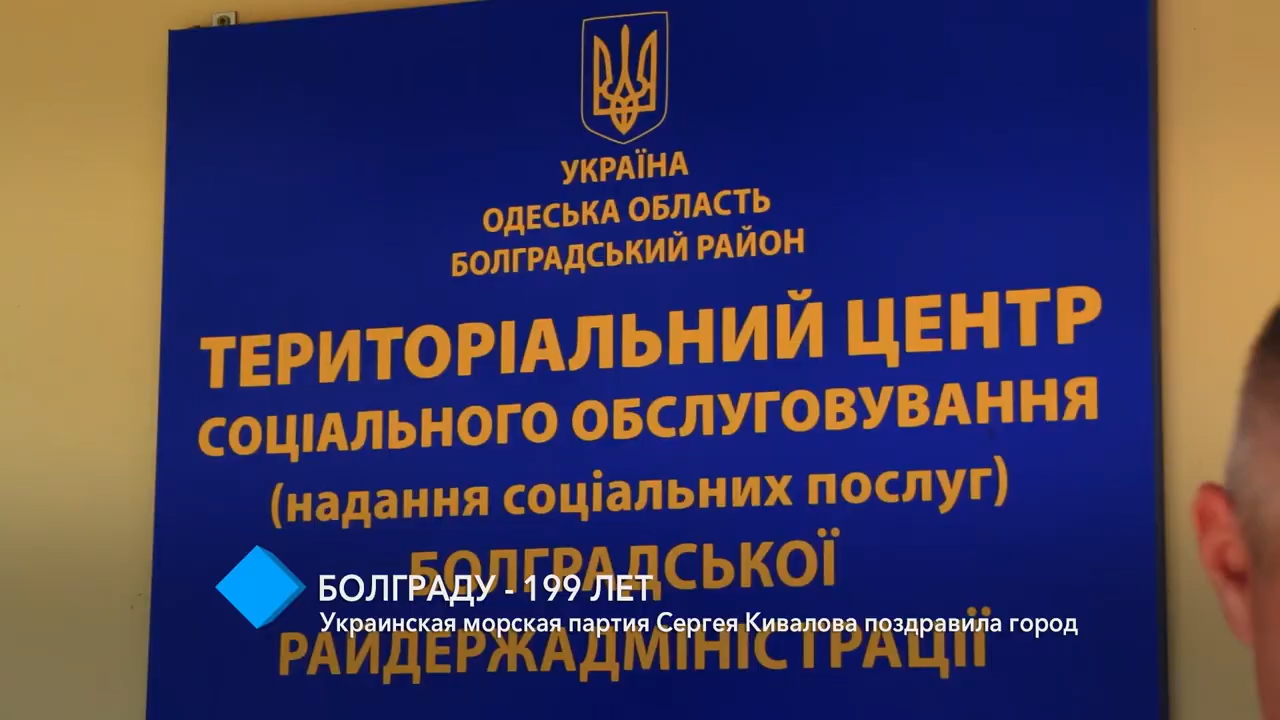 УКРАЇНА
ОДЕСЬКА ОБЛАСТЬ
БОЛГРАДСЬКИЙ РАЙОН
ТЕРИТОРІАЛЬНИЙ ЦЕНТР
СОЦІАЛЬНОГО ОБСЛУГОВУВАННЯ
(надання соціальних послуг)
БОЛГРАДСЬКОЇ
БОЛГРАДУ - 199 ЛЕТ
Украинская морская партия Сергея Кивалова поздравила город
РАЙДЕРЖАДМІНІСТРАЦІЇ